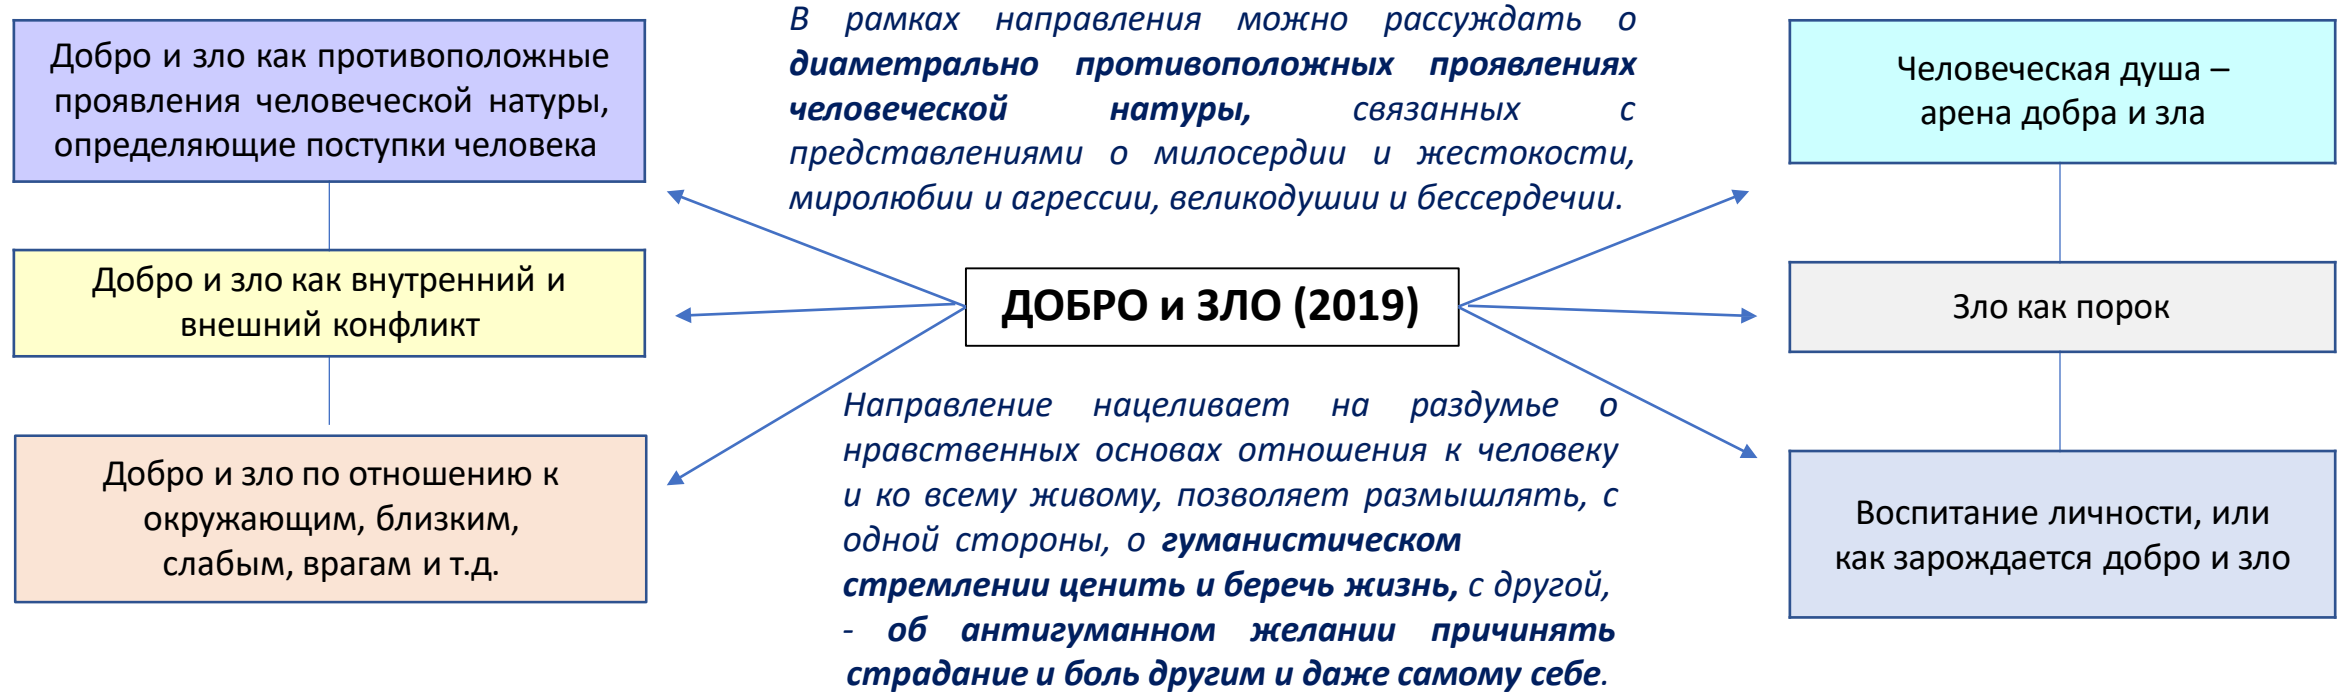 Добро и зло как противоположные
проявления человеческой натуры,
определяющие поступки человека
Добро и зло как внутренний и
внешний конфликт
Добро и зло по отношению к
окружающим, близким,
слабым, врагам и т.д.
В рамках направления можно рассуждать о
диаметрально противоположных проявлениях
человеческой натуры, связанных с
представлениями о милосердии и жестокости,
миролюбии и агрессии, великодушии и бессердечии.
ДОБРО и ЗЛО (2019)
Направление нацеливает на раздумье о
нравственных основах отношения к человеку
и ко всему живому, позволяет размышлять, с
одной стороны, о гуманистическом
стремлении ценить и беречь жизнь, с другой,
- об антигуманном желании причинять
страдание и боль другим и даже самому себе.
Человеческая душа –
арена добра и зла
Зло как порок
Воспитание личности, или
как зарождается добро и зло